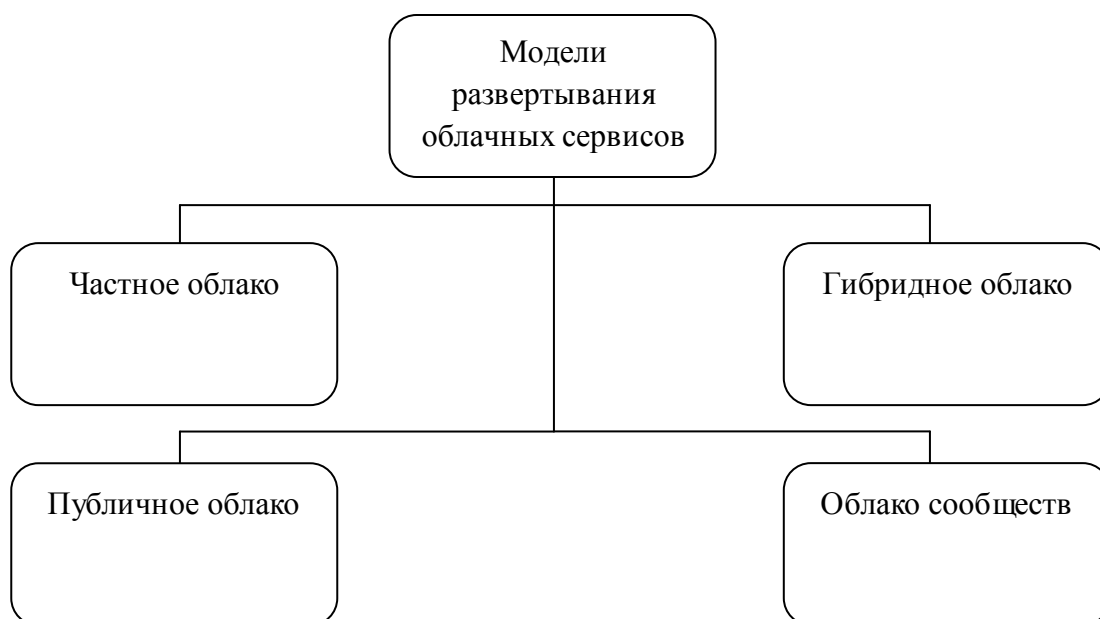 Модели
развертывания
облачных сервисов
Частное облако
Гибридное облако
Публичное облако
Облако сообществ